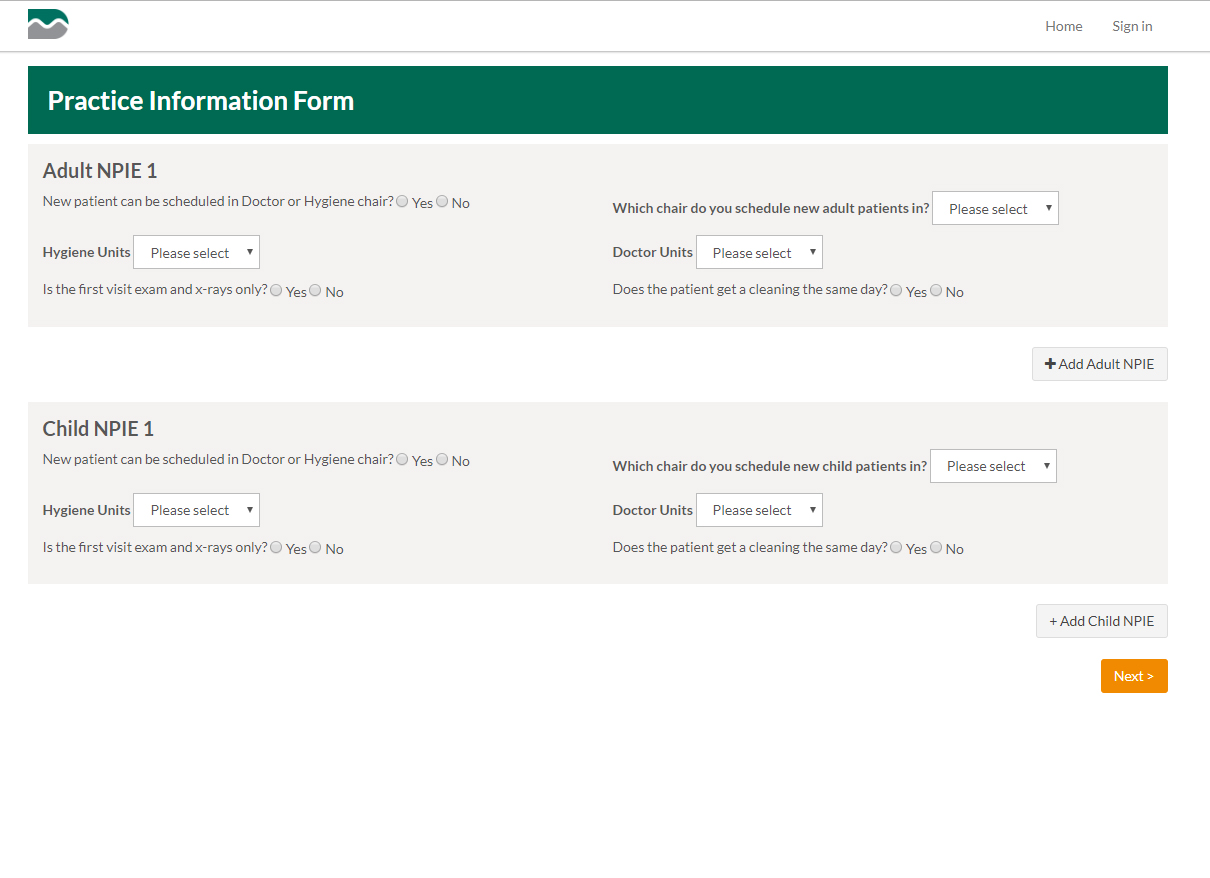 Home Sign in
Practice Information Form
Adult NPIE 1
New patient can be scheduled in Doctor or Hygiene chair? Yes No
Which chair do you schedule new adult patients in? Please select
Hygiene Units Please select
Doctor Units Please select
Is the first visit exam and x-rays only? Yes No
Does the patient get a cleaning the same day? Yes No
+ Add Adult NPIE
Child NPIE 1
New patient can be scheduled in Doctor or Hygiene chair? Yes No
Which chair do you schedule new child patients in? Please select
Hygiene Units Please select
Doctor Units Please select
Is the first visit exam and x-rays only? Yes No
Does the patient get a cleaning the same day? Yes No
+ Add Child NPIE
Next >